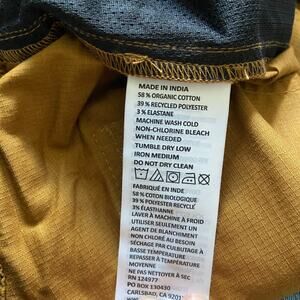 MADE IN INDIA
58 % ORGANIC COTTON
39 % RECYCLED POLYESTER
3 % ELASTANE
MACHINE WASH COLD
NON-CHLORINE BLEACH
WHEN NEEDED
TUMBLE DRY LOW
IRON MEDIUM
DO NOT DRY CLEAN
FABRIQUÉ EN INDE
58 % COTON BIOLOGIQUE
39 % POLYESTER RECYCLÉ
3% ÉLASTHANNE
LAVER À MACHINE À FROID
UTILISER SEULEMENT UN
AGENT DE BLANCHIMENT
NON CHLORÉ AU BESOIN
SÉCHAGE PAR CULBUTAGE À
BASSE TEMPÉRATURE
REPASSER À TEMPÉRATURE
MOYENNE
NE PAS NETTOYER À SEC
RN 124977
PO BOX 130430
CARLSBAD, CA 92013